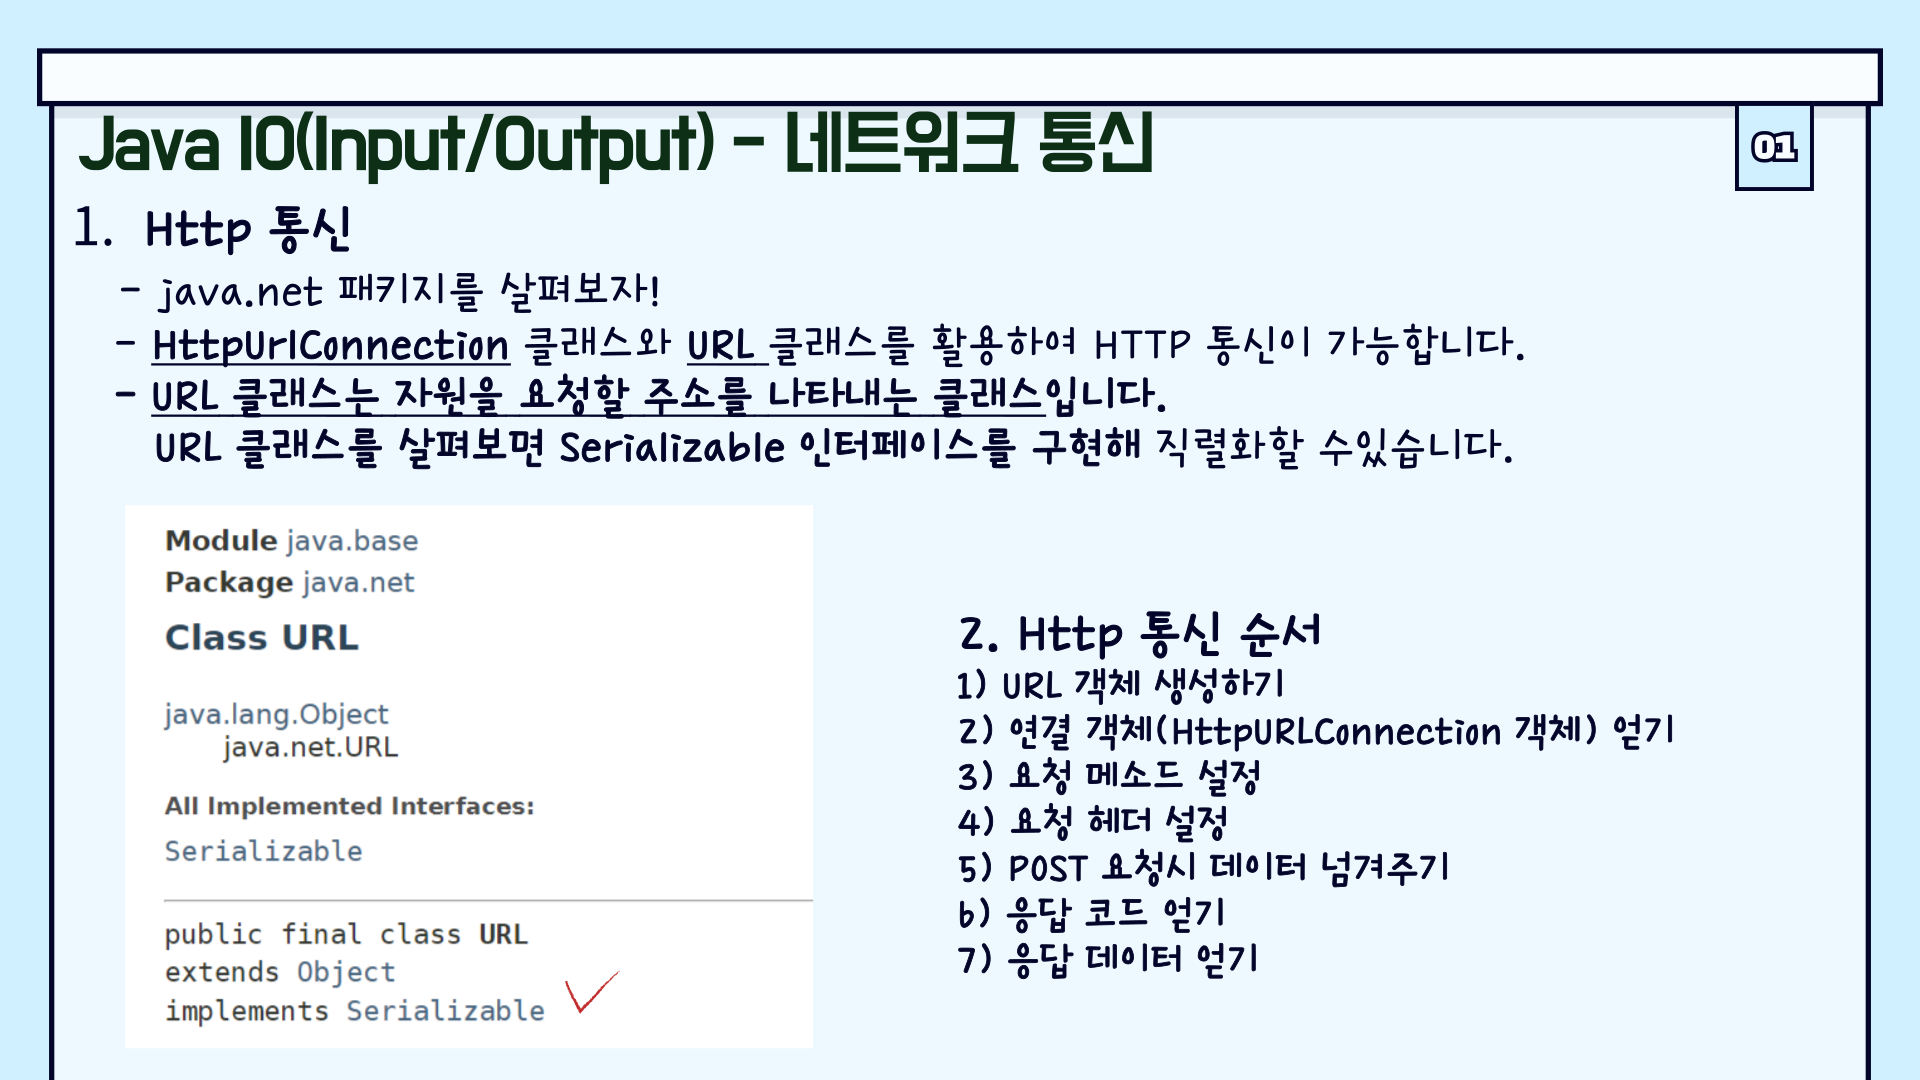 Java IO(Input/Output) - 네트워크 통신
01
1. Http 통신
- java.net 패키지를 살펴보자!
- HttpUrlConnection 클래스와 URL 클래스를 활용하여 HTTP 통신이 가능합니다.
- URL 클래스는 자원을 요청할 주소를 나타내는 클래스입니다.
URL 클래스를 살펴보면 Serializable 인터페이스를 구현해 직렬화할 수있습니다.
Module java.base
Package java.net
Class URL
java.lang.Object
java.net.URL
All Implemented Interfaces:
Serializable
public final class URL
extends Object
implements Serializable
2. Http 통신 순서
1) URL 객체 생성하기
2) 연결 객체(HttpURLConnection 객체) 얻기
3) 요청 메소드 설정
4) 요청 헤더 설정
5) POST 요청시 데이터 넘겨주기
6) 응답 코드 얻기
7) 응답 데이터 얻기